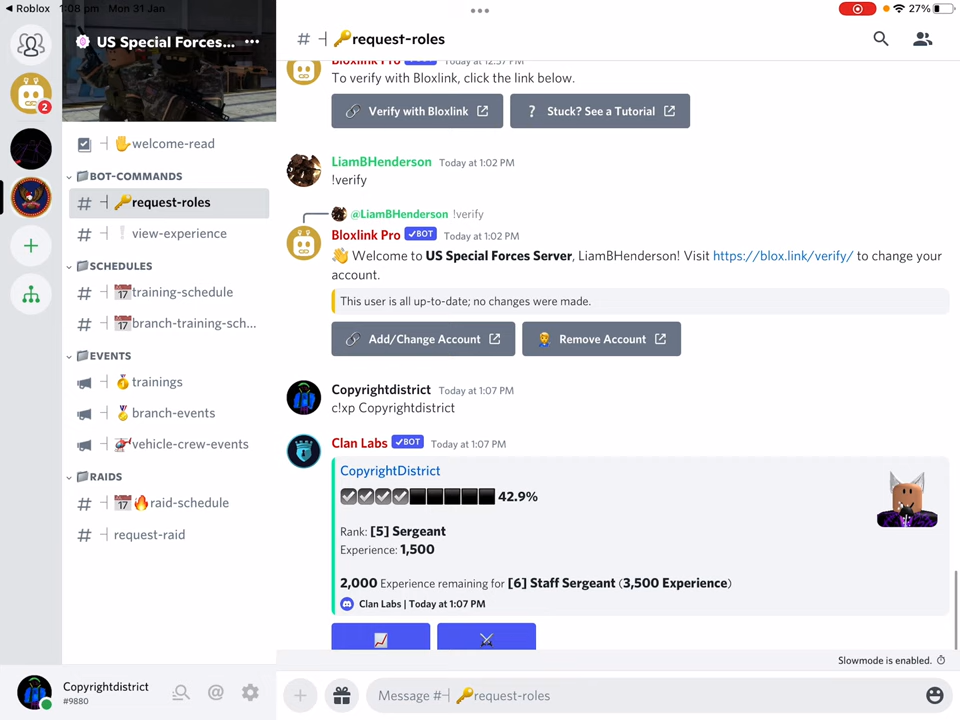 Roblox 1:08 pm Mon 31 Jan
27%
US Special Forces...
request-roles
2
welcome-read
BOT-COMMANDS
request-roles
view-experience
SCHEDULES
training-schedule
branch-training-sch...
EVENTS
trainings
branch-events
vehicle-crew-events
RAIDS
raid-schedule
request-raid
Copyrightdistrict
#9880
Bloxlink Pro BOT Today at 12:57 PM
To verify with Bloxlink, click the link below.
Verify with Bloxlink ? Stuck? See a Tutorial
LiamBHenderson Today at 1:02 PM
!verify
@LiamBHenderson !verify
Bloxlink Pro ✓BOT Today at 1:02 PM
Welcome to US Special Forces Server, LiamBHenderson! Visit https://blox.link/verify/ to change your
account.
This user is all up-to-date; no changes were made.
Add/Change Account Remove Account
Copyrightdistrict Today at 1:07 PM
c!xp Copyrightdistrict
Clan Labs ✓BOT Today at 1:07 PM
CopyrightDistrict
42.9%
Rank: [5] Sergeant
Experience: 1,500
2,000 Experience remaining for [6] Staff Sergeant (3,500 Experience)
Clan Labs | Today at 1:07 PM
Slowmode is enabled.
Message # request-roles